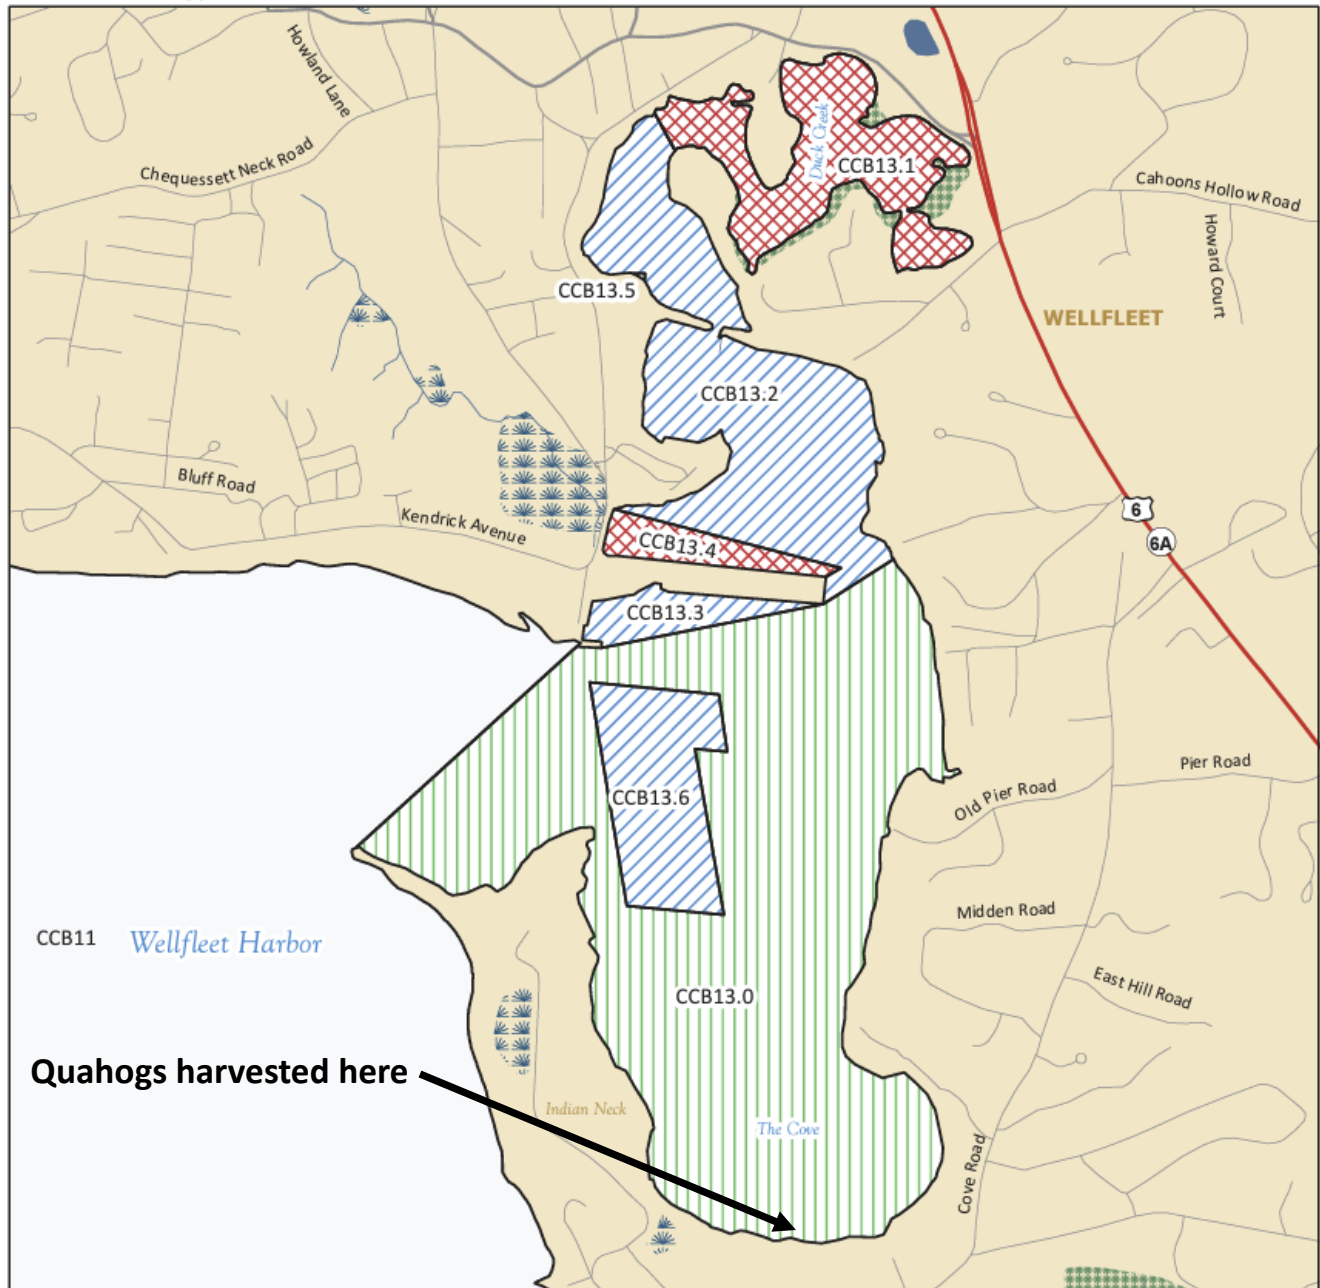 Howland Lane
Chequessett Neck Road
Duck Creek
CCB13.1
Cahoons Hollow Road
Howard Court
CCB13.5
WELLFLEET
CCB13.2
Bluff Road
Kendrick Avenue
6
6A
CCB13.4
CCB13.3
Pier Road
Old Pier Road
CCB13.6
Midden Road
CCB11
Wellfleet Harbor
East Hill Road
CCB13.0
Quahogs harvested here
Indian Neck
The Cove
Cove Road